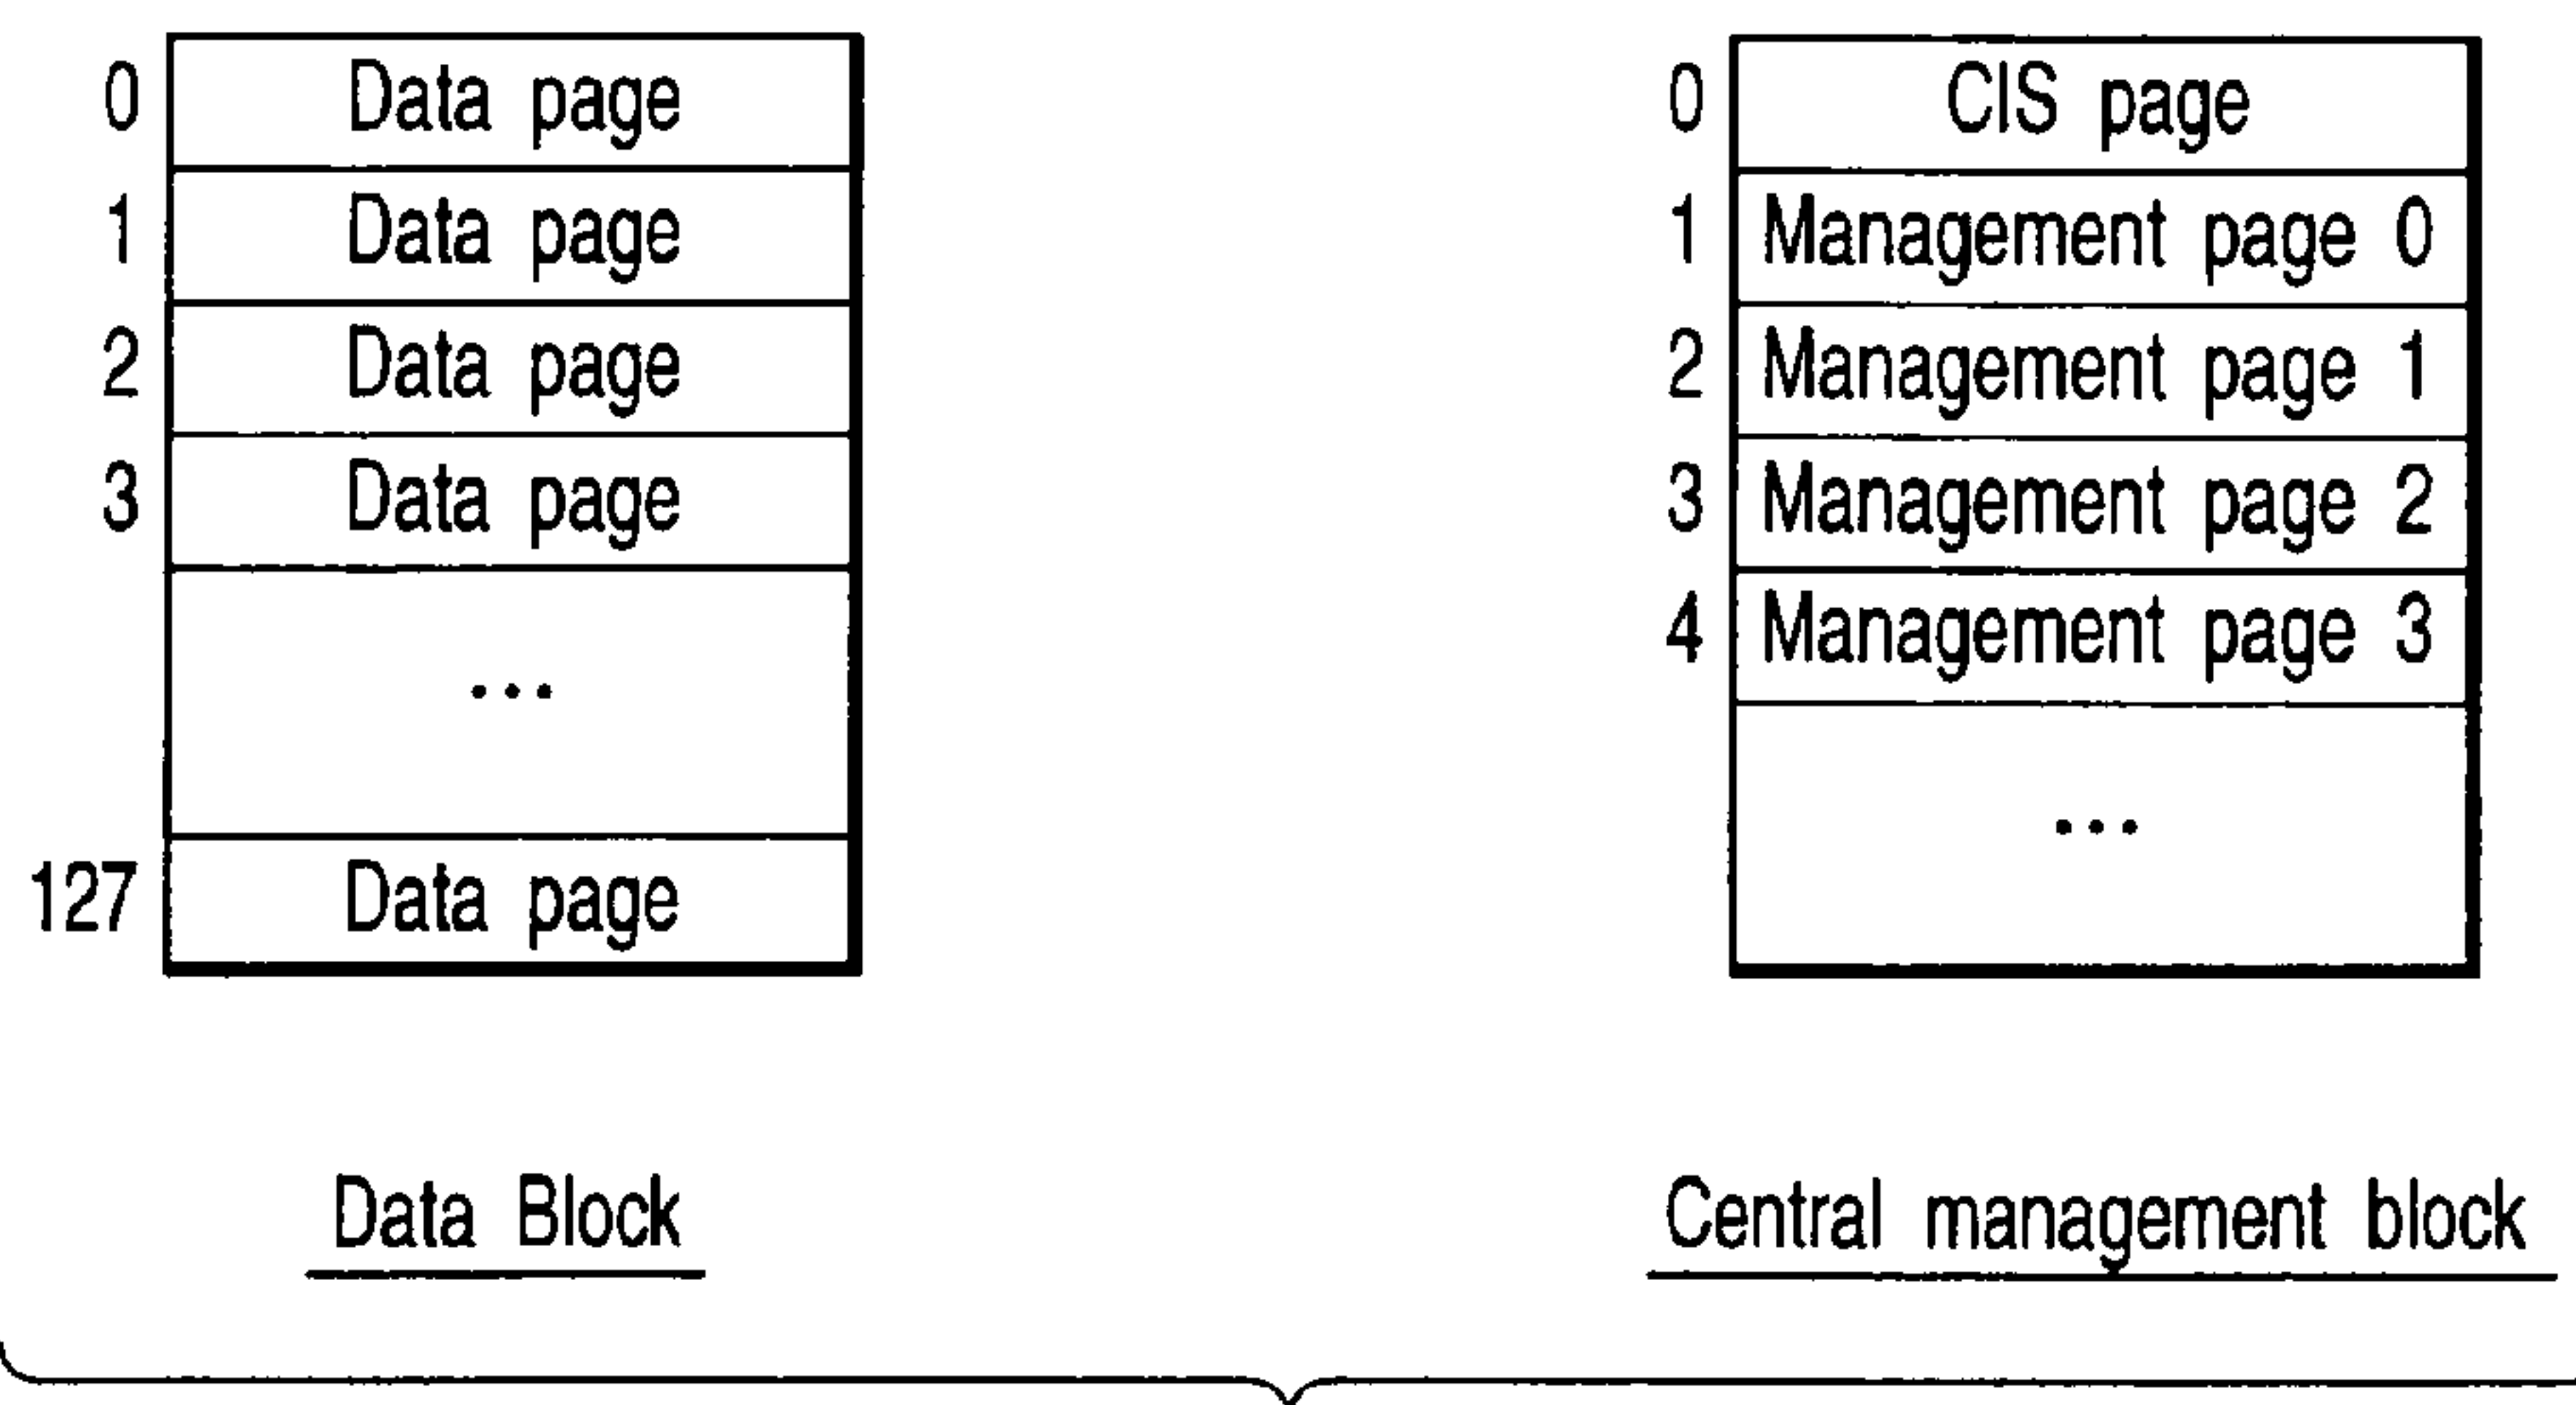 0 Data page
1 Data page
2 Data page
3 Data page
...
127 Data page
Data Block
0 CIS page
1 Management page 0
2 Management page 1
3 Management page 2
4 Management page 3
...
Central management block